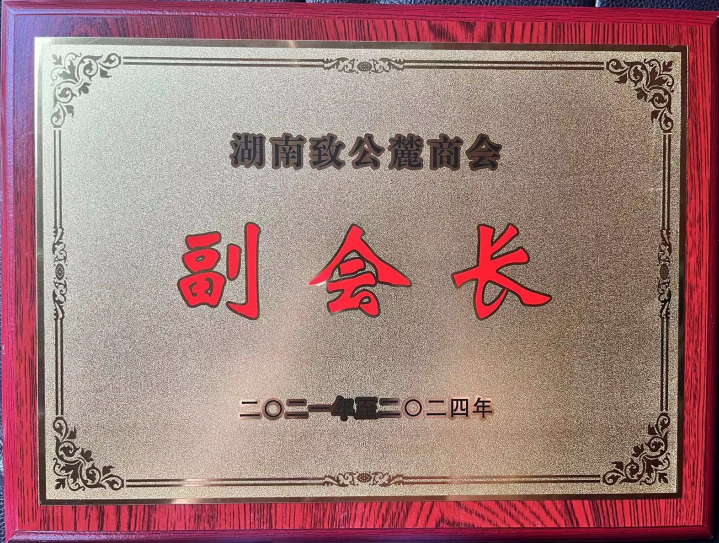 湖南致公麓商会
副会长
二〇二一年至二〇二四年